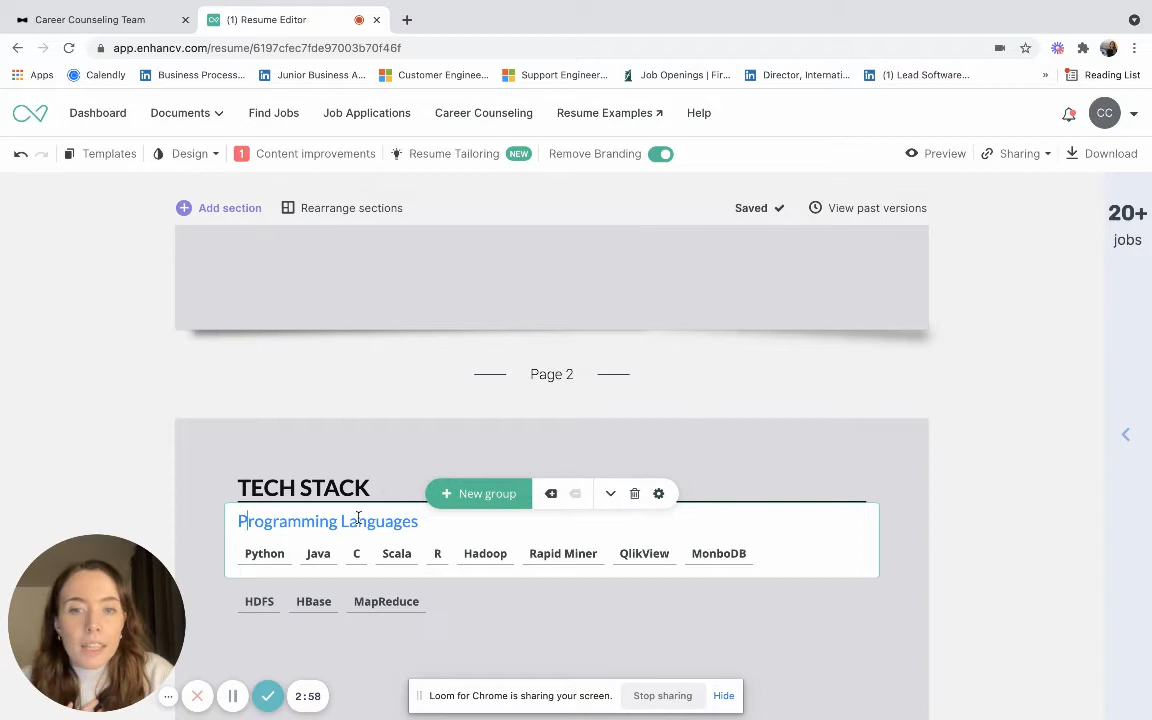 Career Counseling Team
(1) Resume Editor
app.enhancv.com/resume/6197cfec7fde97003b70f46f
Apps
Calendly
Business Process...
Junior Business A...
Customer Enginee...
Support Engineer...
Job Openings | Fir...
Director, Internati...
(1) Lead Software...
»
Reading List
Dashboard
Documents
Find Jobs
Job Applications
Career Counseling
Resume Examples
Help
CC
Templates
Design
1
Content improvements
Resume Tailoring
NEW
Remove Branding
Preview
Sharing
Download
Add section
Rearrange sections
Saved
View past versions
20+
jobs
Page 2
TECH STACK
+ New group
Programming Languages
Python Java C Scala R Hadoop Rapid Miner QlikView MonboDB
HDFS HBase MapReduce
2:58
Loom for Chrome is sharing your screen.
Stop sharing
Hide